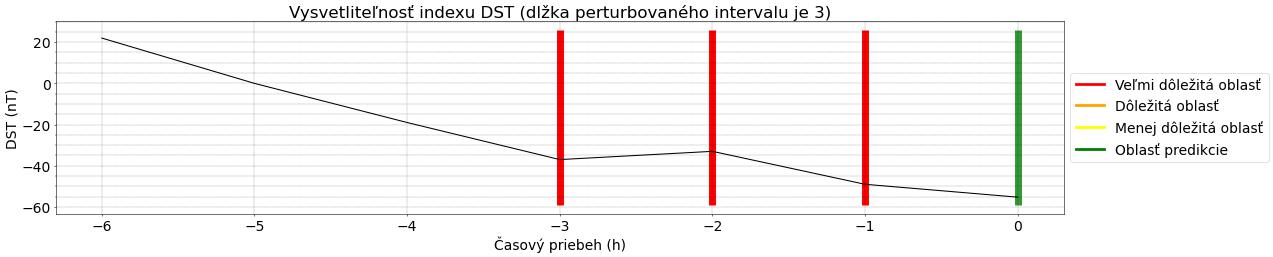 Vysvetliteľnosť indexu DST (dĺžka perturbovaného intervalu je 3)
DST (nT)
20
0
−20
−40
−60
−6 −5 −4 −3 −2 −1 0
Časový priebeh (h)
Veľmi dôležitá oblasť
Dôležitá oblasť
Menej dôležitá oblasť
Oblasť predikcie